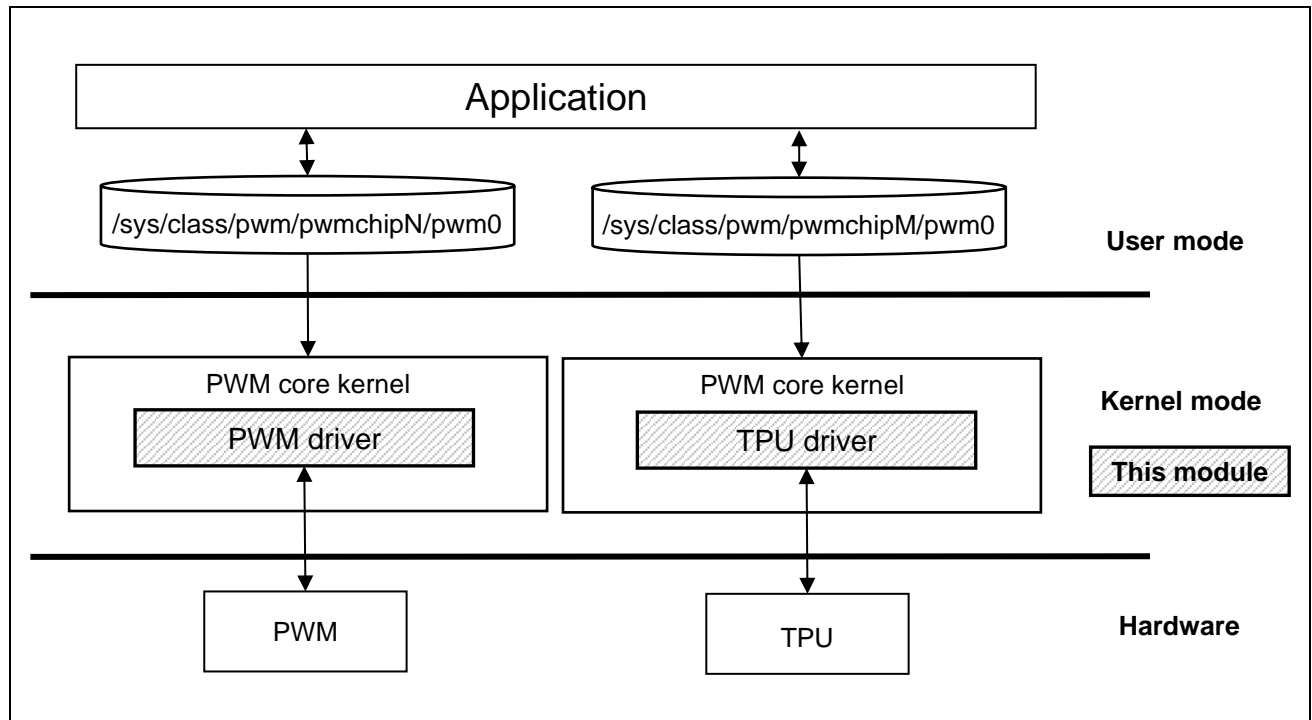 Application
/sys/class/pwm/pwmchipN/pwm0
/sys/class/pwm/pwmchipM/pwm0
User mode
PWM core kernel
PWM driver
PWM core kernel
TPU driver
Kernel mode
This module
PWM
TPU
Hardware